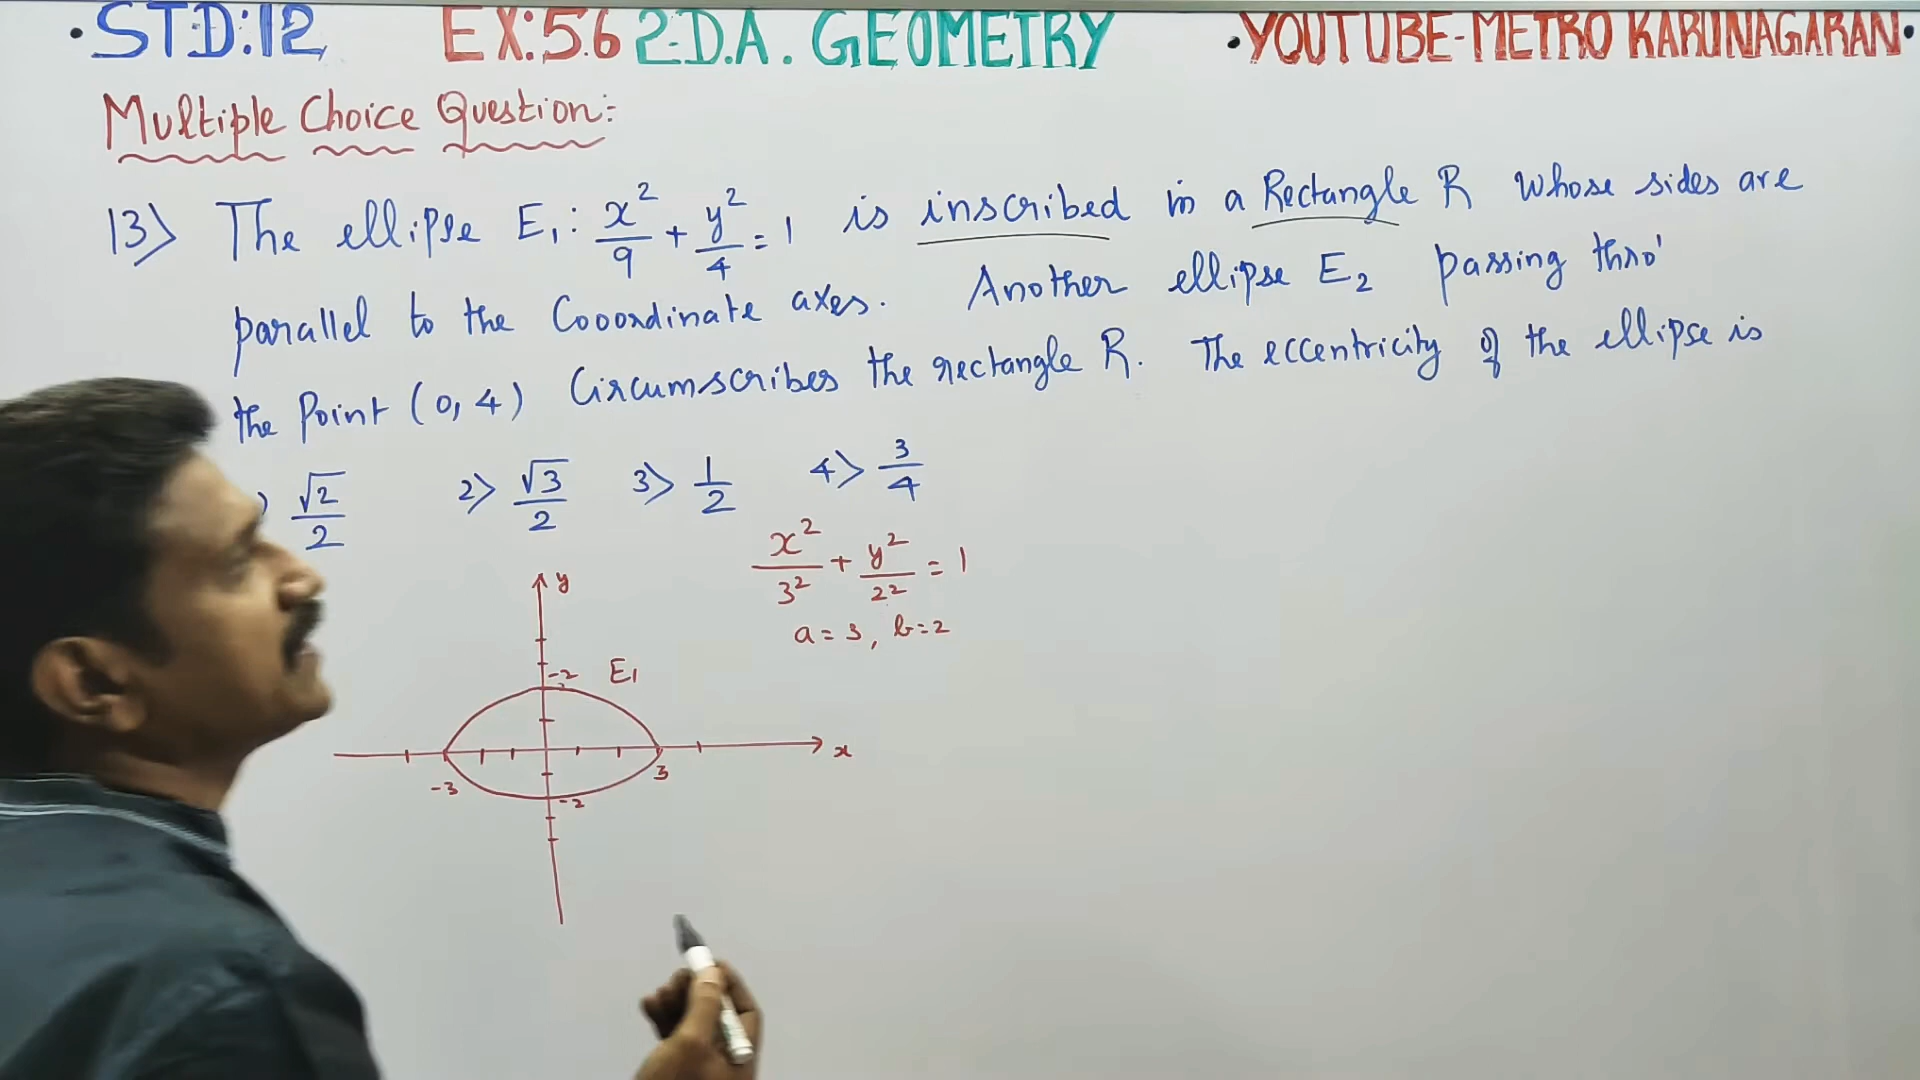 • STD:12 EX:5.6 2-D.A. GEOMETRY • YOUTUBE-METRO KARUNAGARAN •
Multiple Choice Question:-
13> The ellipse E₁: x²/9 + y²/4 = 1 is inscribed in a Rectangle R whose sides are
parallel to the Cooordinate axes. Another ellipse E₂ passing thro'
the Point (0, 4) Circumscribes the rectangle R. The eccentricity of the ellipse is
) √2/2 2> √3/2 3> 1/2 4> 3/4
x²/3² + y²/2² = 1
a = 3, b = 2
y
-2 E₁
x
-3 3
-2